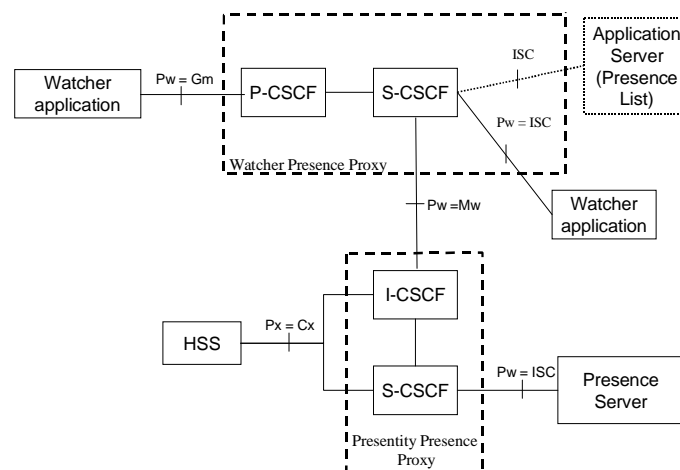 Application
Server
(Presence
List)
ISC
Watcher
application
Pw = Gm
P-CSCF
S-CSCF
Pw = ISC
Watcher Presence Proxy
Pw =Mw
Watcher
application
I-CSCF
HSS
Px = Cx
S-CSCF
Pw = ISC
Presence
Server
Presentity Presence
Proxy